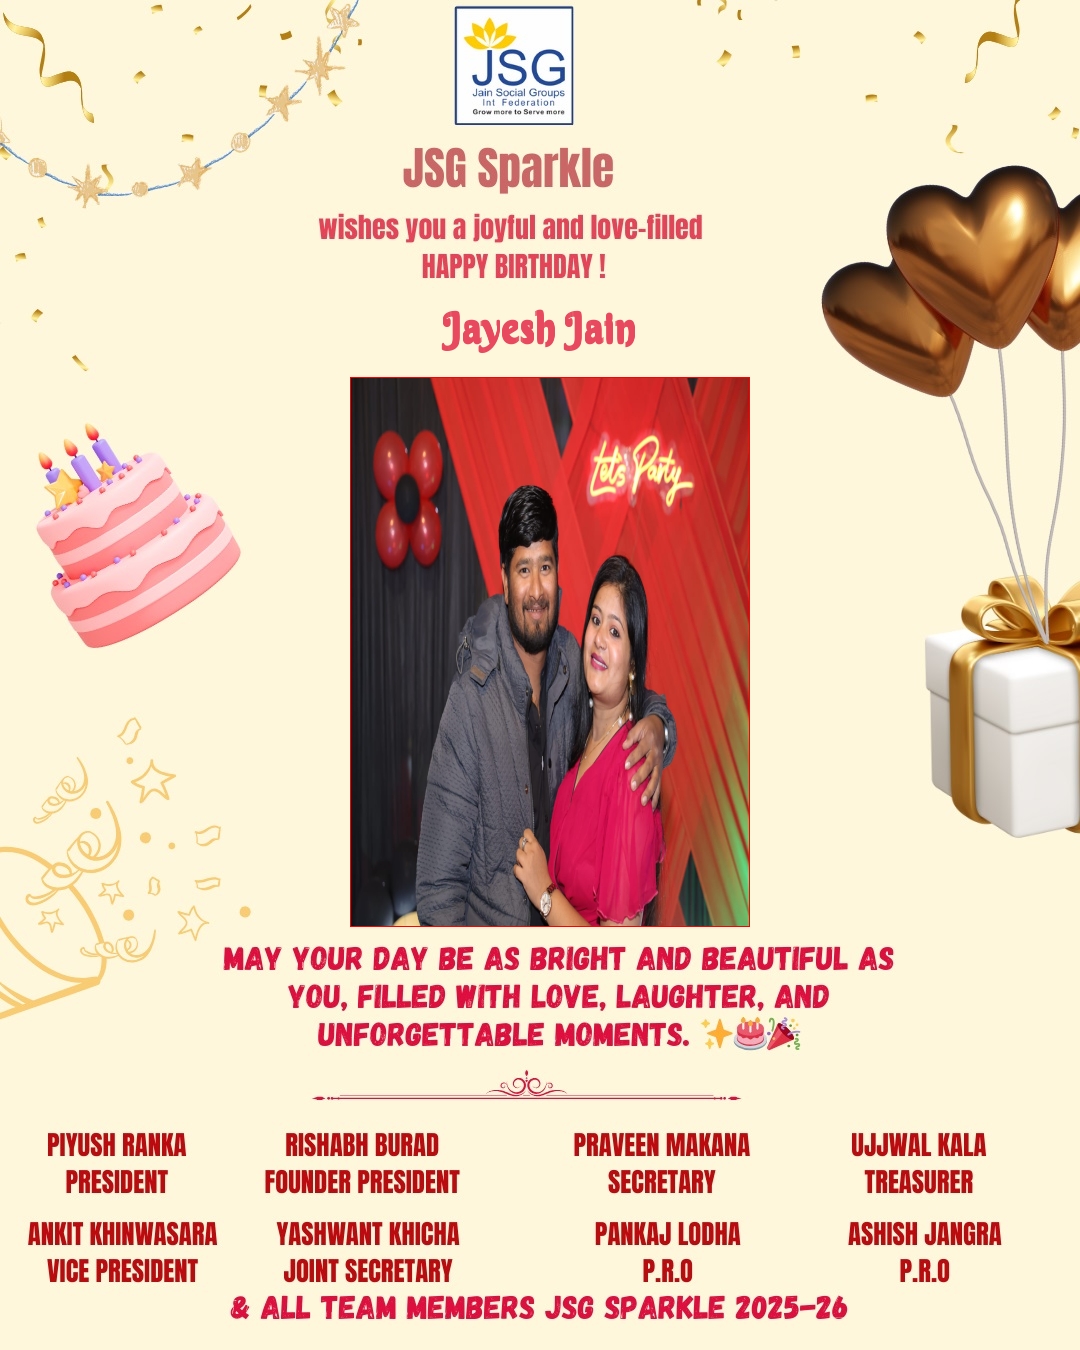 JSG
Jain Social Groups
Int Federation
Grow more to Serve more
JSG Sparkle
wishes you a joyful and love-filled
HAPPY BIRTHDAY !
Jayesh Jain
Let's Party
MAY YOUR DAY BE AS BRIGHT AND BEAUTIFUL AS
YOU, FILLED WITH LOVE, LAUGHTER, AND
UNFORGETTABLE MOMENTS. ✨🎂🎉
PIYUSH RANKA
PRESIDENT
RISHABH BURAD
FOUNDER PRESIDENT
PRAVEEN MAKANA
SECRETARY
UJJWAL KALA
TREASURER
ANKIT KHINWASARA
VICE PRESIDENT
YASHWANT KHICHA
JOINT SECRETARY
PANKAJ LODHA
P.R.O
ASHISH JANGRA
P.R.O
& ALL TEAM MEMBERS JSG SPARKLE 2025-26